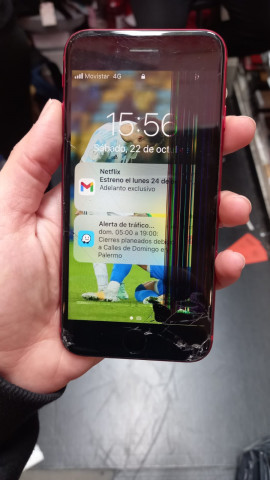 Movistar 4G
15:56
Sábado, 22 de octu
Netflix
Estreno el lunes 24 de
Adelanto exclusivo
Alerta de tráfico...
dom. 05:00 a 19:00:
Cierres planeados debi
a Calles de Domingo e
Palermo